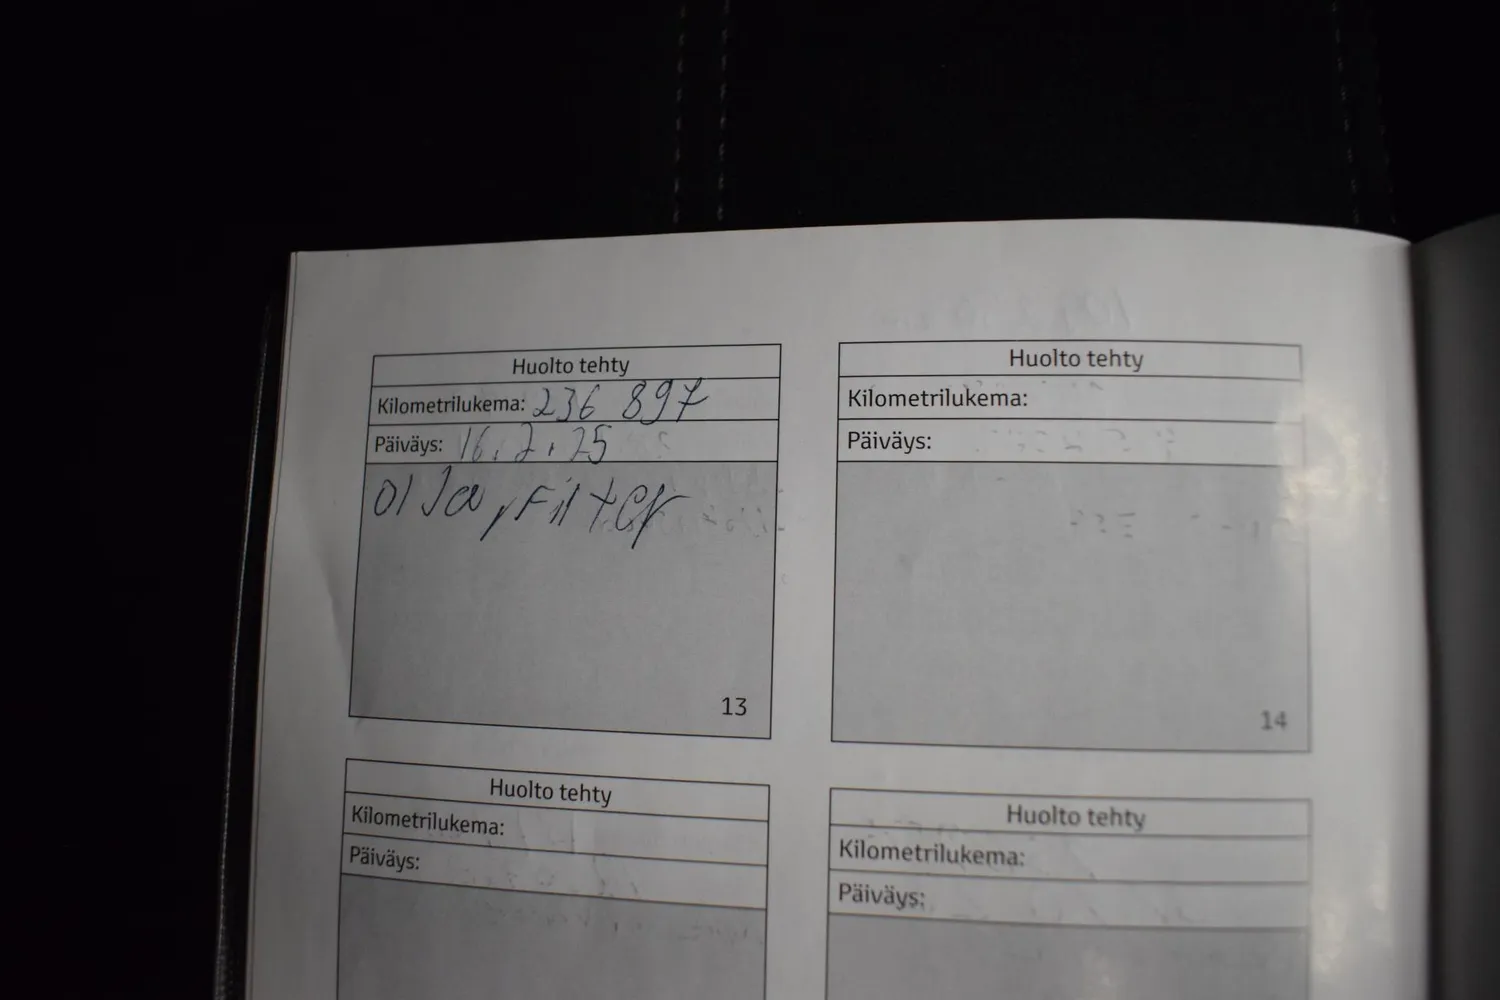 Huolto tehty
Kilometrilukema: 236 897
Päiväys: 16.2.25
olja, Filter
13
Huolto tehty
Kilometrilukema:
Päiväys:
14
Huolto tehty
Kilometrilukema:
Päiväys:
Huolto tehty
Kilometrilukema:
Päiväys: